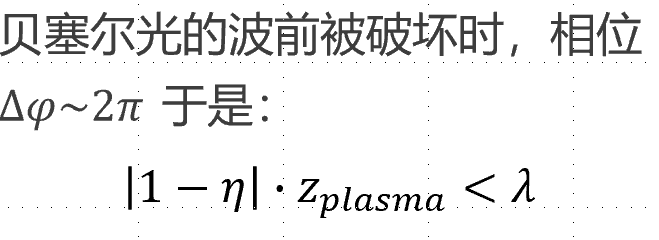 贝塞尔光的波前被破坏时，相位
Δφ~2π 于是：
|1 − η| · z_plasma < λ